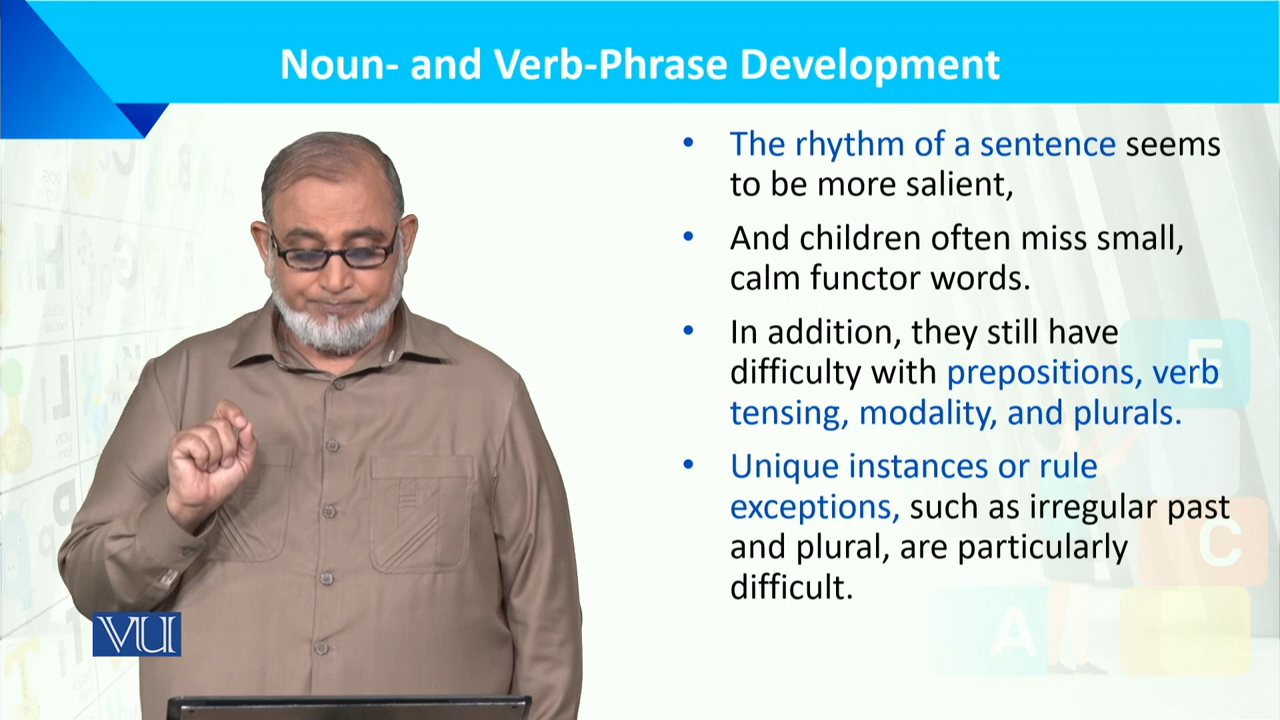 Noun- and Verb-Phrase Development
• The rhythm of a sentence seems
to be more salient,
• And children often miss small,
calm functor words.
• In addition, they still have
difficulty with prepositions, verb
tensing, modality, and plurals.
• Unique instances or rule
exceptions, such as irregular past
and plural, are particularly
difficult.
VU
E
C
A